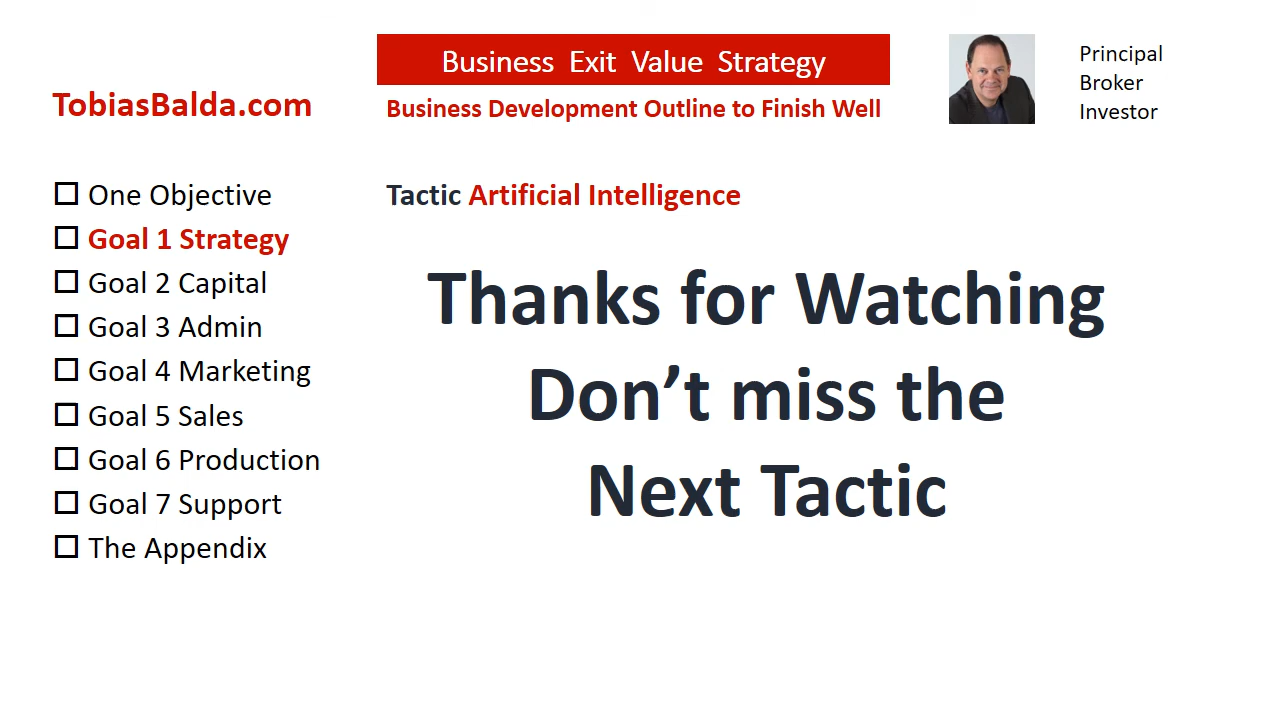 Business Exit Value Strategy
TobiasBalda.com
Business Development Outline to Finish Well
Principal
Broker
Investor
One Objective
Goal 1 Strategy
Goal 2 Capital
Goal 3 Admin
Goal 4 Marketing
Goal 5 Sales
Goal 6 Production
Goal 7 Support
The Appendix
Tactic Artificial Intelligence
Thanks for Watching
Don’t miss the
Next Tactic